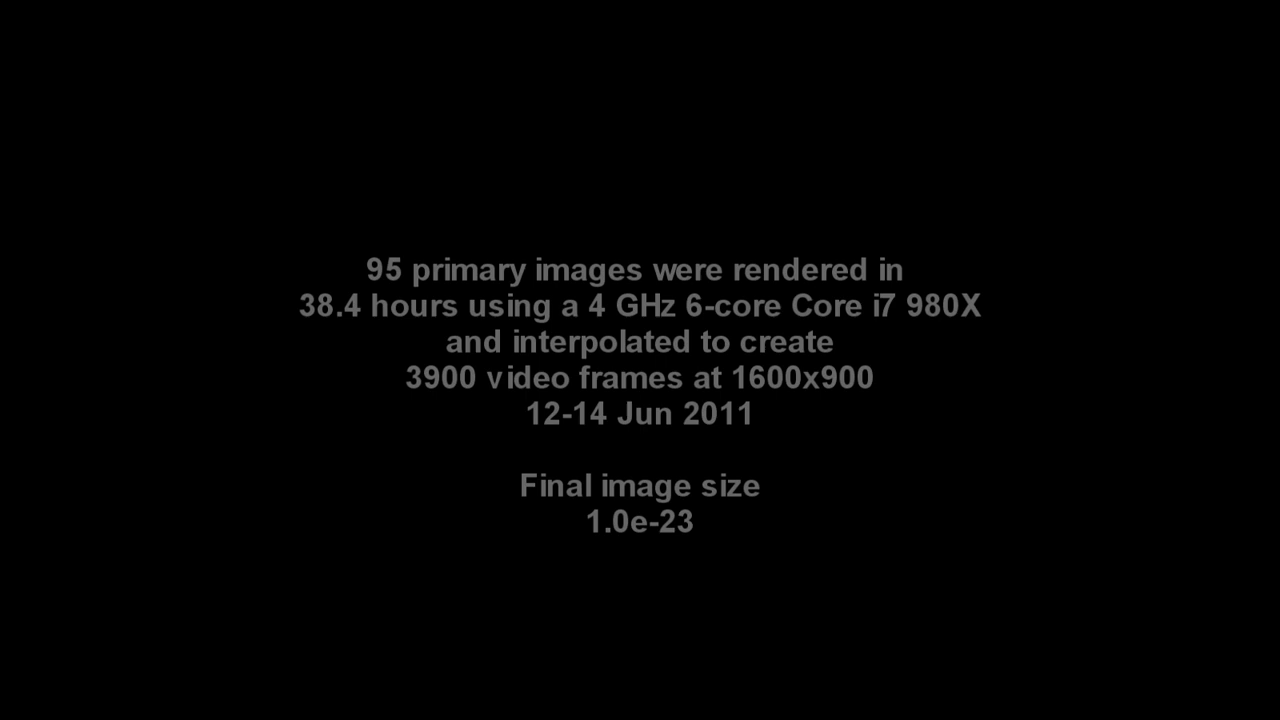 95 primary images were rendered in
38.4 hours using a 4 GHz 6-core Core i7 980X
and interpolated to create
3900 video frames at 1600x900
12-14 Jun 2011
Final image size
1.0e-23